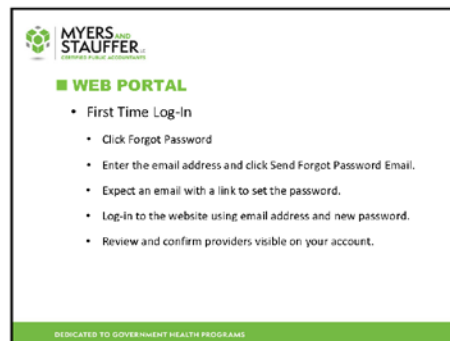 MYERS AND
STAUFFER LC
CERTIFIED PUBLIC ACCOUNTANTS
■ WEB PORTAL
• First Time Log-In
• Click Forgot Password
• Enter the email address and click Send Forgot Password Email.
• Expect an email with a link to set the password.
• Log-in to the website using email address and new password.
• Review and confirm providers visible on your account.
DEDICATED TO GOVERNMENT HEALTH PROGRAMS